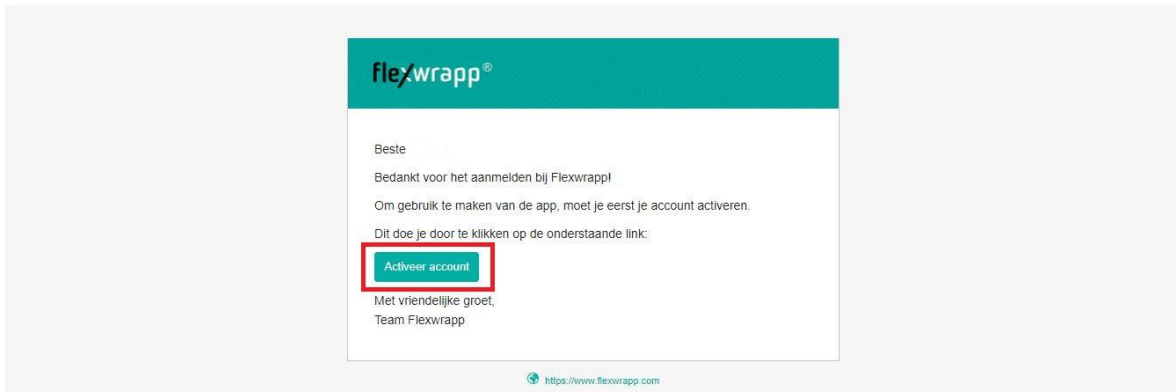 flexwrapp®
Beste
Bedankt voor het aanmelden bij Flexwrapp!
Om gebruik te maken van de app, moet je eerst je account activeren.
Dit doe je door te klikken op de onderstaande link:
Activeer account
Met vriendelijke groet,
Team Flexwrapp
https://www.flexwrapp.com